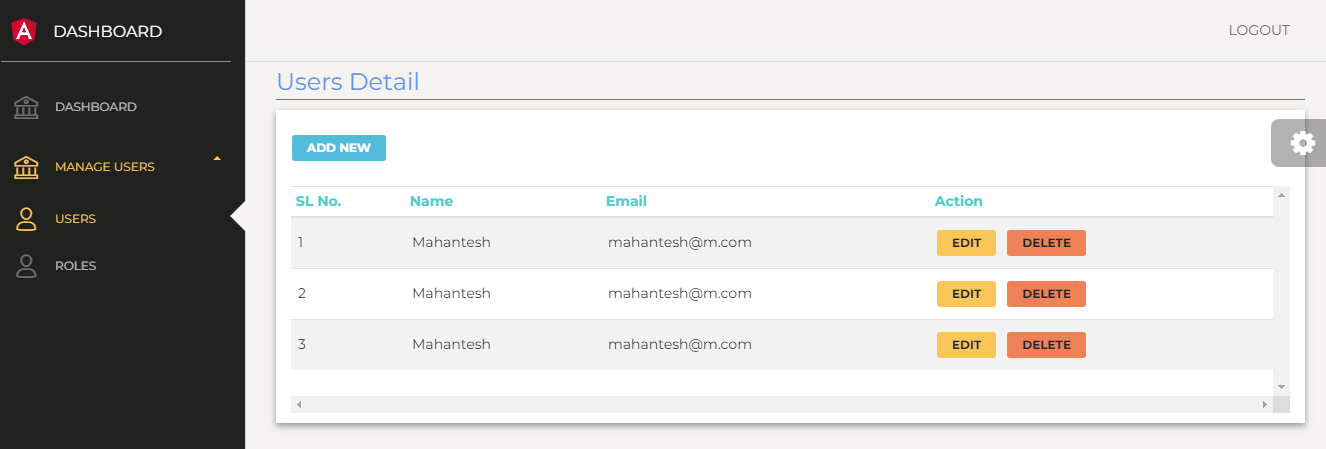 DASHBOARD
LOGOUT
Users Detail
DASHBOARD
MANAGE USERS
USERS
ROLES
ADD NEW
SL No. Name Email Action
1 Mahantesh mahantesh@m.com EDIT DELETE
2 Mahantesh mahantesh@m.com EDIT DELETE
3 Mahantesh mahantesh@m.com EDIT DELETE